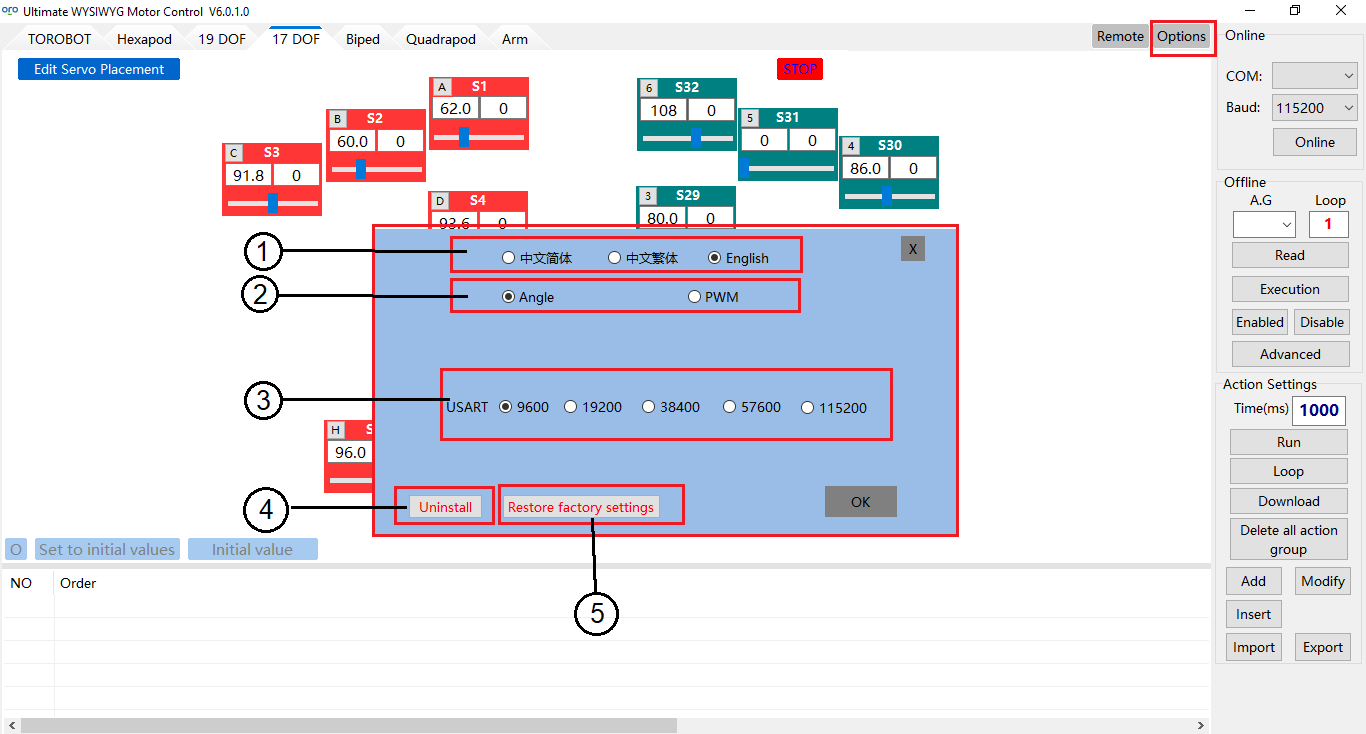 oro Ultimate WYSIWYG Motor Control V6.0.1.0
TOROBOT Hexapod 19 DOF 17 DOF Biped Quadrapod Arm Remote Options
Edit Servo Placement
STOP
A S1
62.0 0
B S2
60.0 0
C S3
91.8 0
D S4
93.6 0
6 S32
108 0
5 S31
0 0
4 S30
86.0 0
3 S29
80.0 0
H S
96.0
X
1 中文简体 中文繁体 English
2 Angle PWM
3 USART 9600 19200 38400 57600 115200
4 Uninstall Restore factory settings OK
5
O Set to initial values Initial value
NO Order
Online
COM:
Baud: 115200
Online
Offline
A.G Loop
1
Read
Execution
Enabled Disable
Advanced
Action Settings
Time(ms) 1000
Run
Loop
Download
Delete all action
group
Add Modify
Insert
Import Export